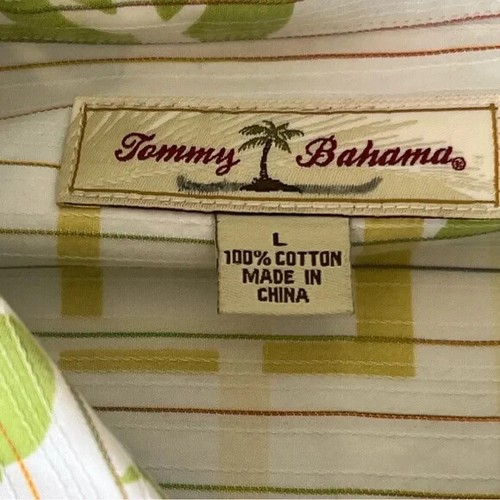 Tommy Bahama®
L
100% COTTON
MADE IN
CHINA